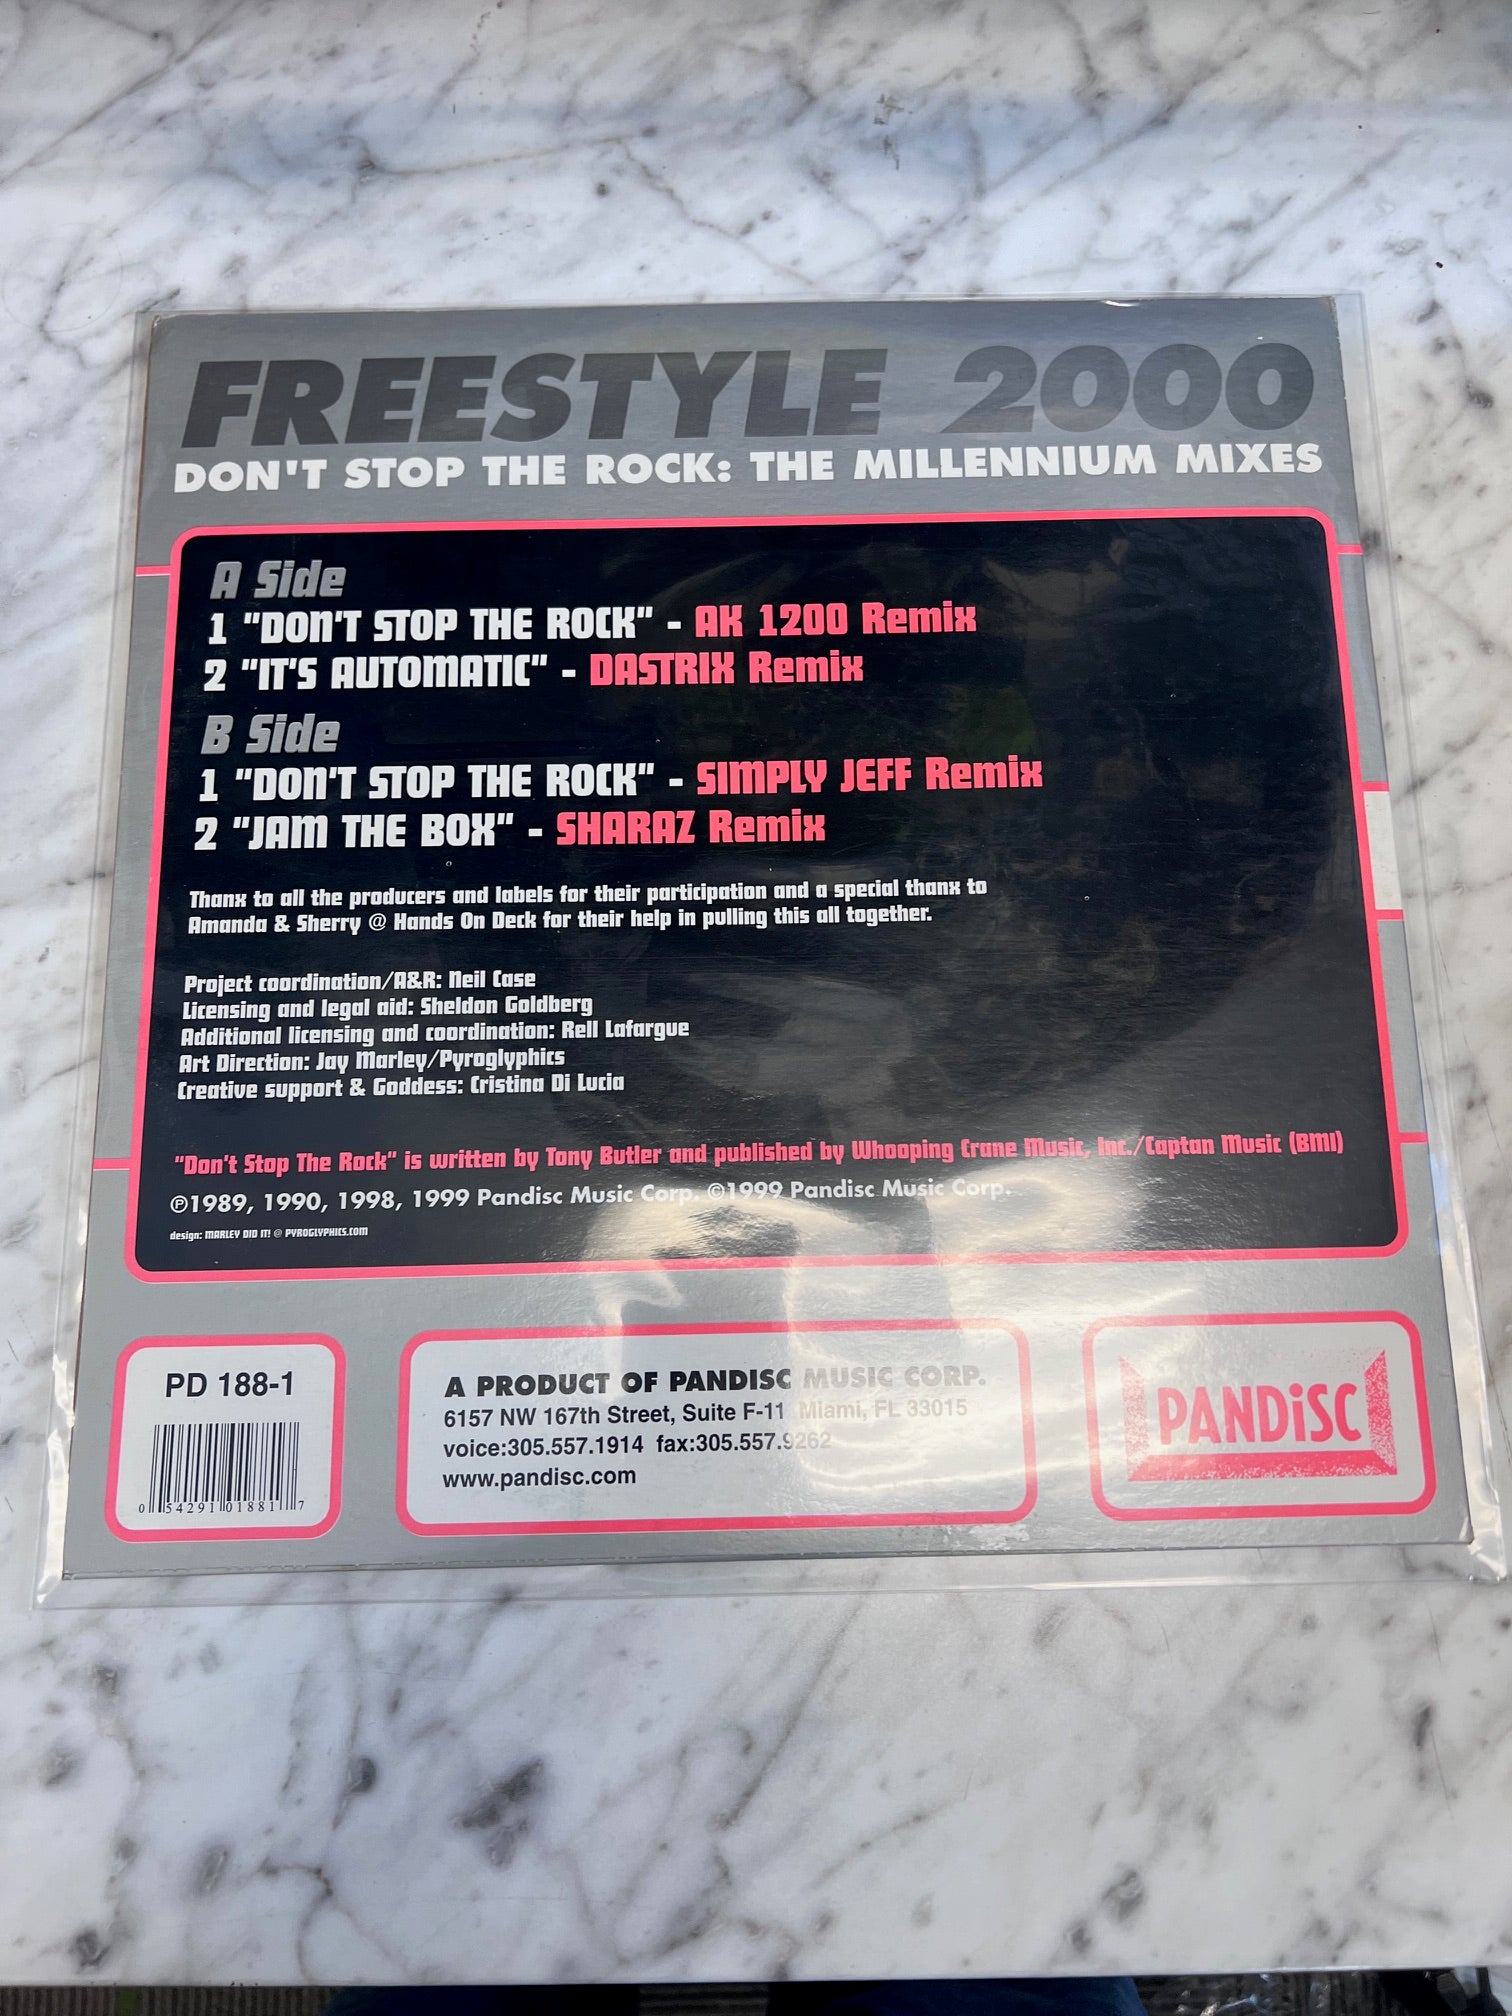 FREESTYLE 2000
DON'T STOP THE ROCK: THE MILLENNIUM MIXES
A Side
1 "DON'T STOP THE ROCK" - AK 1200 Remix
2 "IT'S AUTOMATIC" - DASTRIX Remix
B Side
1 "DON'T STOP THE ROCK" - SIMPLY JEFF Remix
2 "JAM THE BOX" - SHARAZ Remix
Thanx to all the producers and labels for their participation and a special thanx to
Amanda & Sherry @ Hands On Deck for their help in pulling this all together.
Project coordination/A&R: Neil Case
Licensing and legal aid: Sheldon Goldberg
Additional licensing and coordination: Rell Lafargue
Art Direction: Jay Marley/Pyroglyphics
Creative support & Goddess: Cristina Di Lucia
"Don't Stop The Rock" is written by Tony Butler and published by Whooping Crane Music, Inc./Captan Music (BMI)
℗1989, 1990, 1998, 1999 Pandisc Music Corp. ©1999 Pandisc Music Corp.
design: MARLEY DID IT! @ PYROGLYPHICS.COM
PD 188-1
0 54291 01881 7
A PRODUCT OF PANDISC MUSIC CORP.
6157 NW 167th Street, Suite F-11 Miami, FL 33015
voice:305.557.1914 fax:305.557.9262
www.pandisc.com
PANDiSC